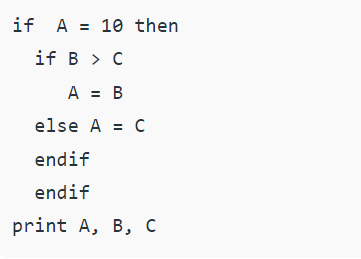 if  A = 10 then
  if B > C
     A = B
  else A = C
  endif
  endif
print A, B, C